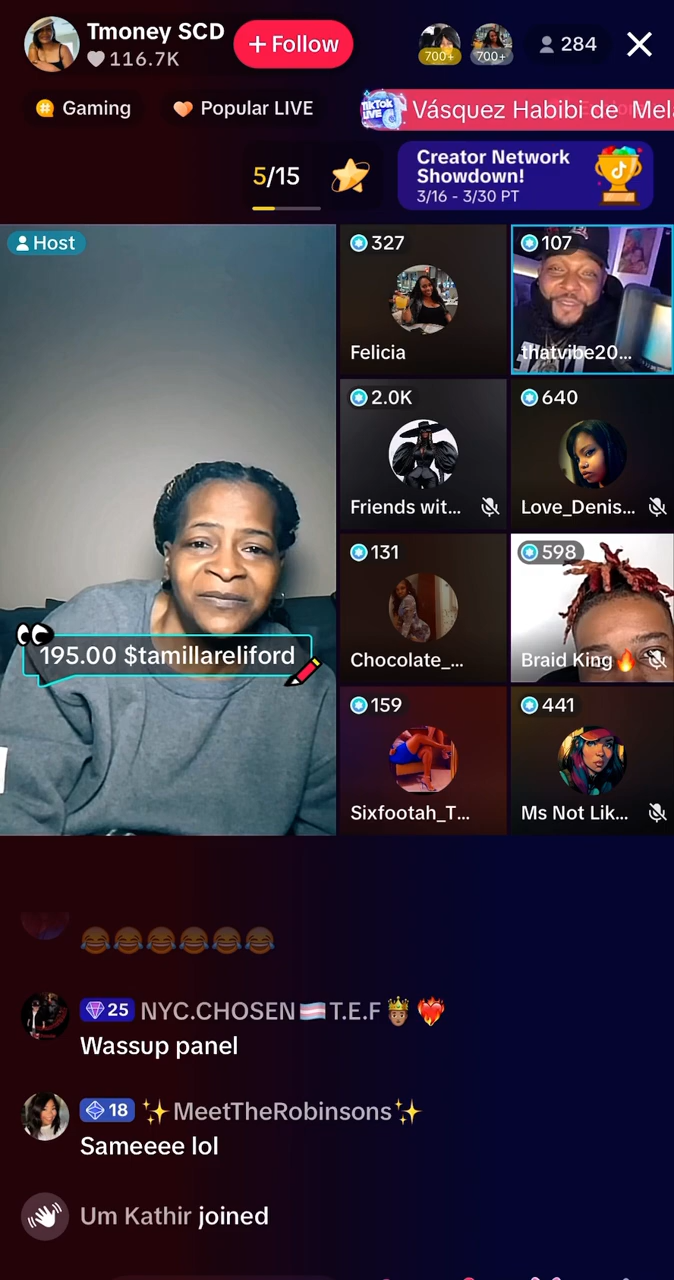 Tmoney SCD
116.7K
+ Follow
700+
700+
284
Gaming
Popular LIVE
TikTok LIVE
Vásquez Habibi de Mela
5/15
Creator Network
Showdown!
3/16 - 3/30 PT
Host
327
Felicia
107
thatvibe20...
2.0K
Friends wit...
640
Love_Denis...
131
Chocolate_...
598
Braid King🔥
159
Sixfootah_T...
441
Ms Not Lik...
195.00 $tamillareliford
😂😂😂😂😂😂
25 NYC.CHOSEN🏳️‍⚧️T.E.F🤴🏽❤️‍🔥
Wassup panel
18 ✨MeetTheRobinsons✨
Sameeee lol
Um Kathir joined